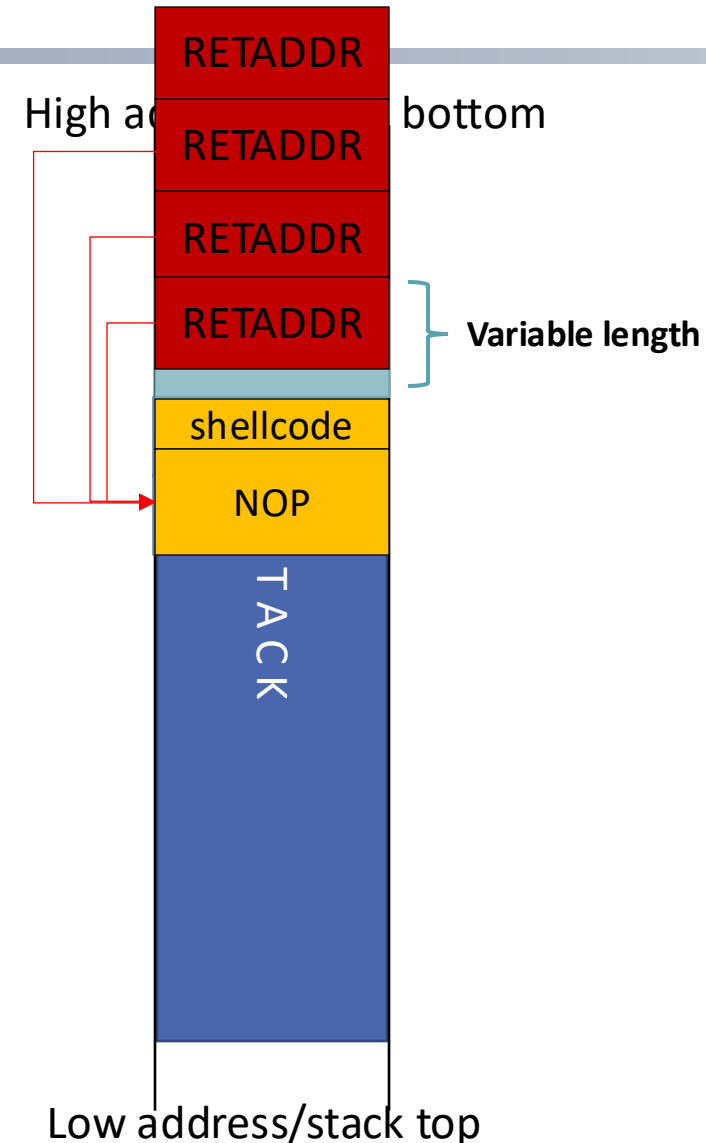 RETADDR
High a bottom
RETADDR
RETADDR
RETADDR
Variable length
shellcode
NOP
TACK
Low address/stack top